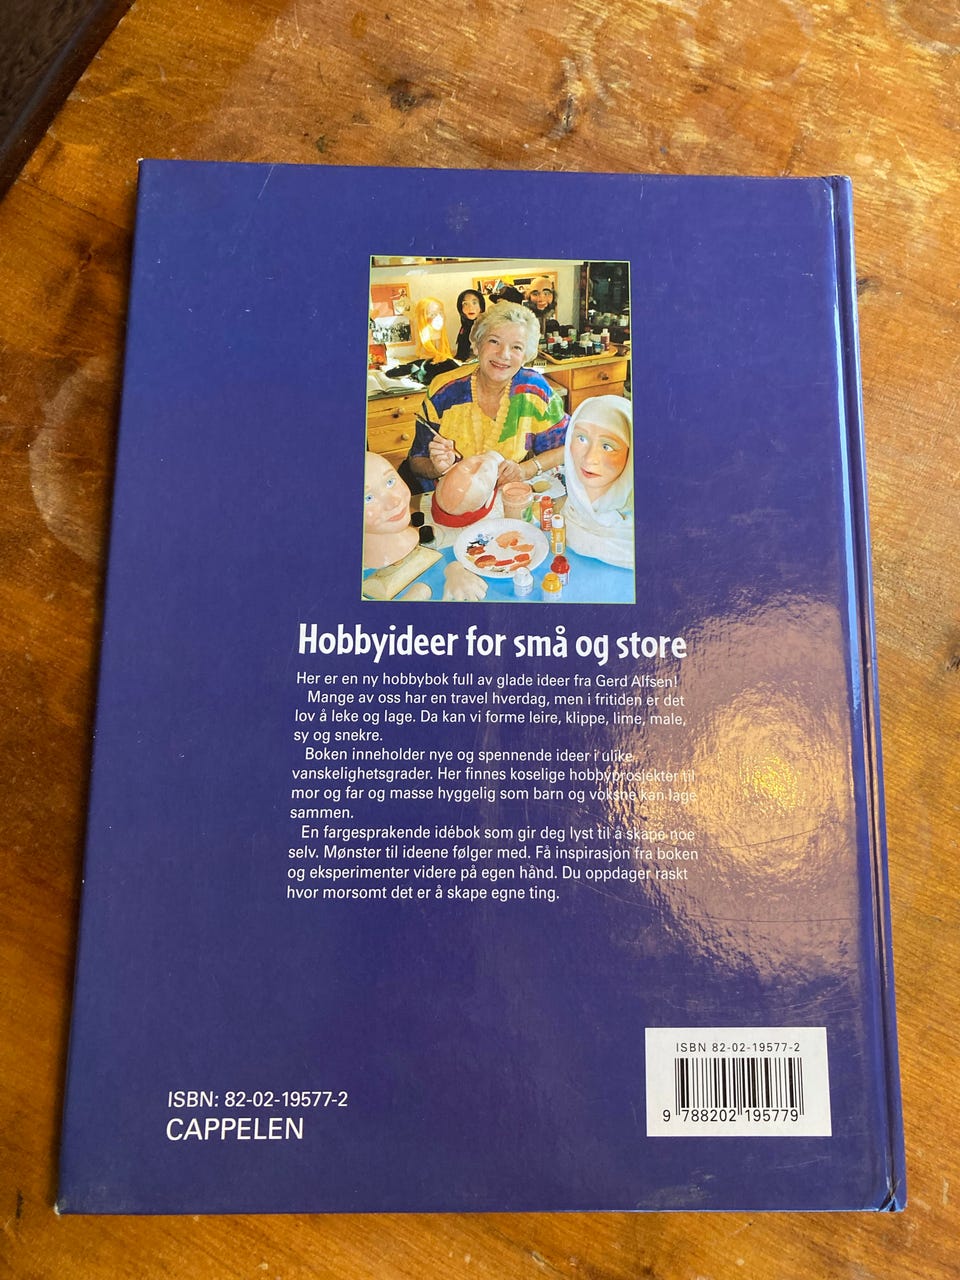 Hobbyideer for små og store
Her er en ny hobbybok full av glade ideer fra Gerd Alfsen!
Mange av oss har en travel hverdag, men i fritiden er det
lov å leke og lage. Da kan vi forme leire, klippe, lime, male,
sy og snekre.
Boken inneholder nye og spennende ideer i ulike
vanskelighetsgrader. Her finnes koselige hobbyprosjekter til
mor og far og masse hyggelig som barn og voksne kan lage
sammen.
En fargesprakende idébok som gir deg lyst til å skape noe
selv. Mønster til ideene følger med. Få inspirasjon fra boken
og eksperimenter videre på egen hånd. Du oppdager raskt
hvor morsomt det er å skape egne ting.
ISBN 82-02-19577-2
9 788202 195779
ISBN: 82-02-19577-2
CAPPELEN